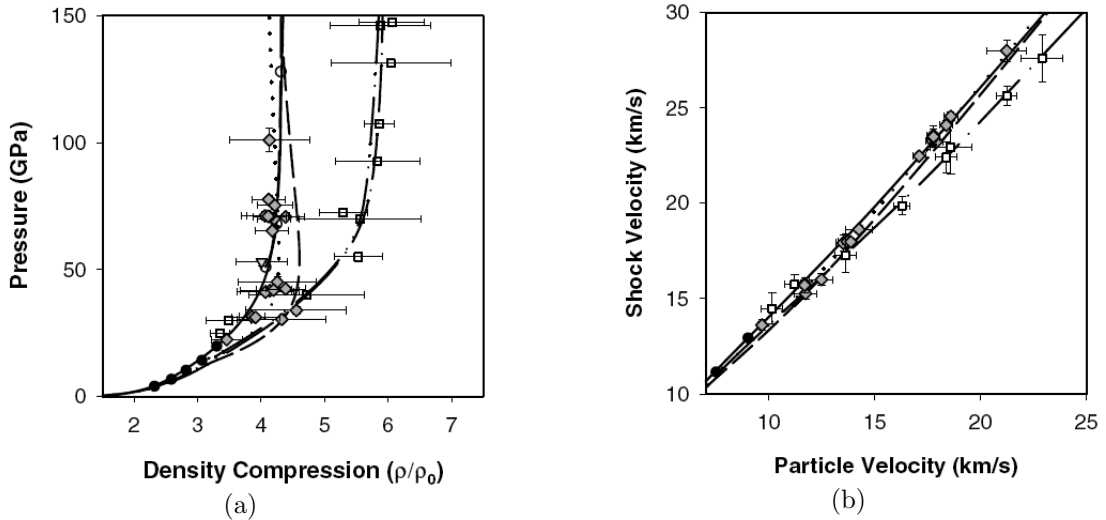 150
100
50
0
Pressure (GPa)
2 3 4 5 6 7
Density Compression (ρ/ρ0)
(a)
30
25
20
15
10
Shock Velocity (km/s)
10 15 20 25
Particle Velocity (km/s)
(b)